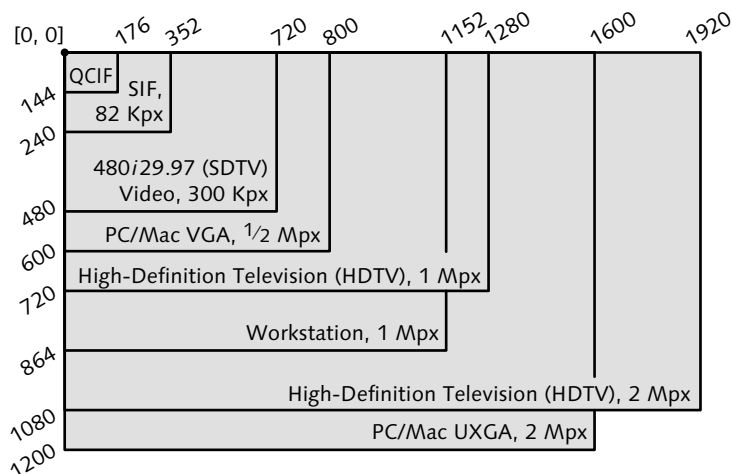 [0, 0]
176
352
720
800
1152
1280
1600
1920
QCIF
144
SIF,
82 Kpx
240
480i29.97 (SDTV)
Video, 300 Kpx
480
PC/Mac VGA, 1/2 Mpx
600
High-Definition Television (HDTV), 1 Mpx
720
Workstation, 1 Mpx
864
High-Definition Television (HDTV), 2 Mpx
1080
PC/Mac UXGA, 2 Mpx
1200